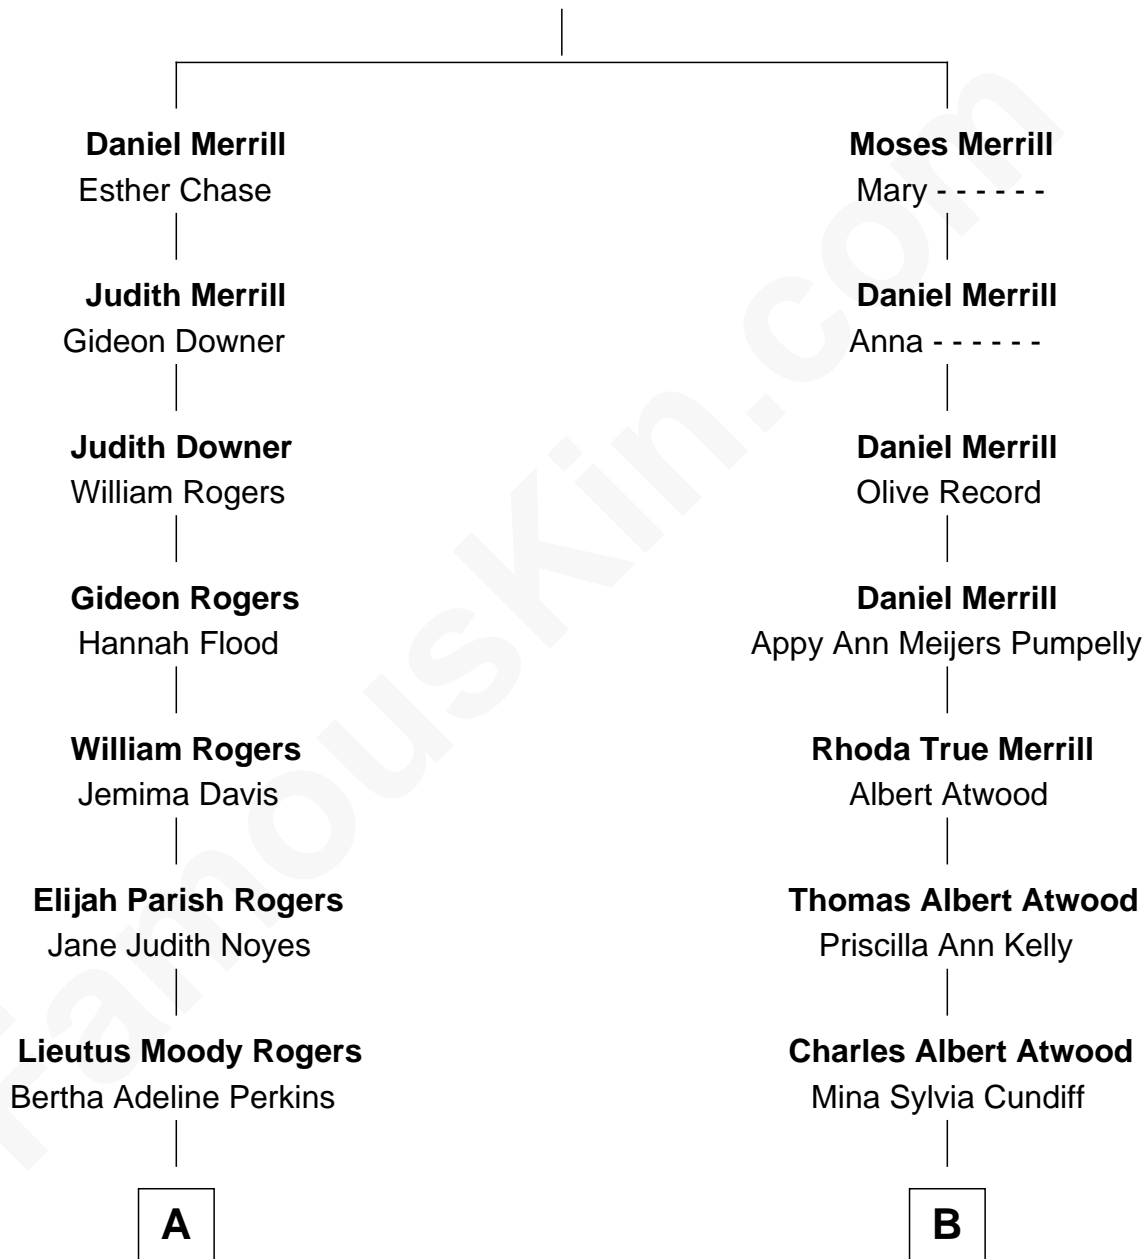 Daniel Merrill
Esther Chase
Judith Merrill
Gideon Downer
Judith Downer
William Rogers
Gideon Rogers
Hannah Flood
William Rogers
Jemima Davis
Elijah Parish Rogers
Jane Judith Noyes
Lieutus Moody Rogers
Bertha Adeline Perkins
A
Moses Merrill
Mary - - - - - -
Daniel Merrill
Anna - - - - - -
Daniel Merrill
Olive Record
Daniel Merrill
Appy Ann Meijers Pumpelly
Rhoda True Merrill
Albert Atwood
Thomas Albert Atwood
Priscilla Ann Kelly
Charles Albert Atwood
Mina Sylvia Cundiff
B
FamousKin.com